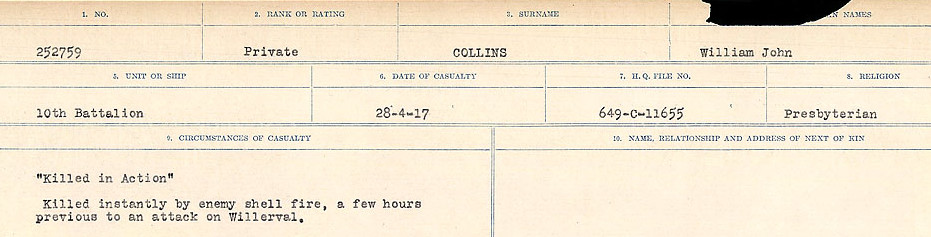 1. NO. 2. RANK OR RATING 3. SURNAME NAMES
252759 Private COLLINS William John
5. UNIT OR SHIP 6. DATE OF CASUALTY 7. H. Q. FILE NO. 8. RELIGION
10th Battalion 28-4-17 649-C-11655 Presbyterian
9. CIRCUMSTANCES OF CASUALTY 10. NAME, RELATIONSHIP AND ADDRESS OF NEXT OF KIN
"Killed in Action"
Killed instantly by enemy shell fire, a few hours
previous to an attack on Willerval.